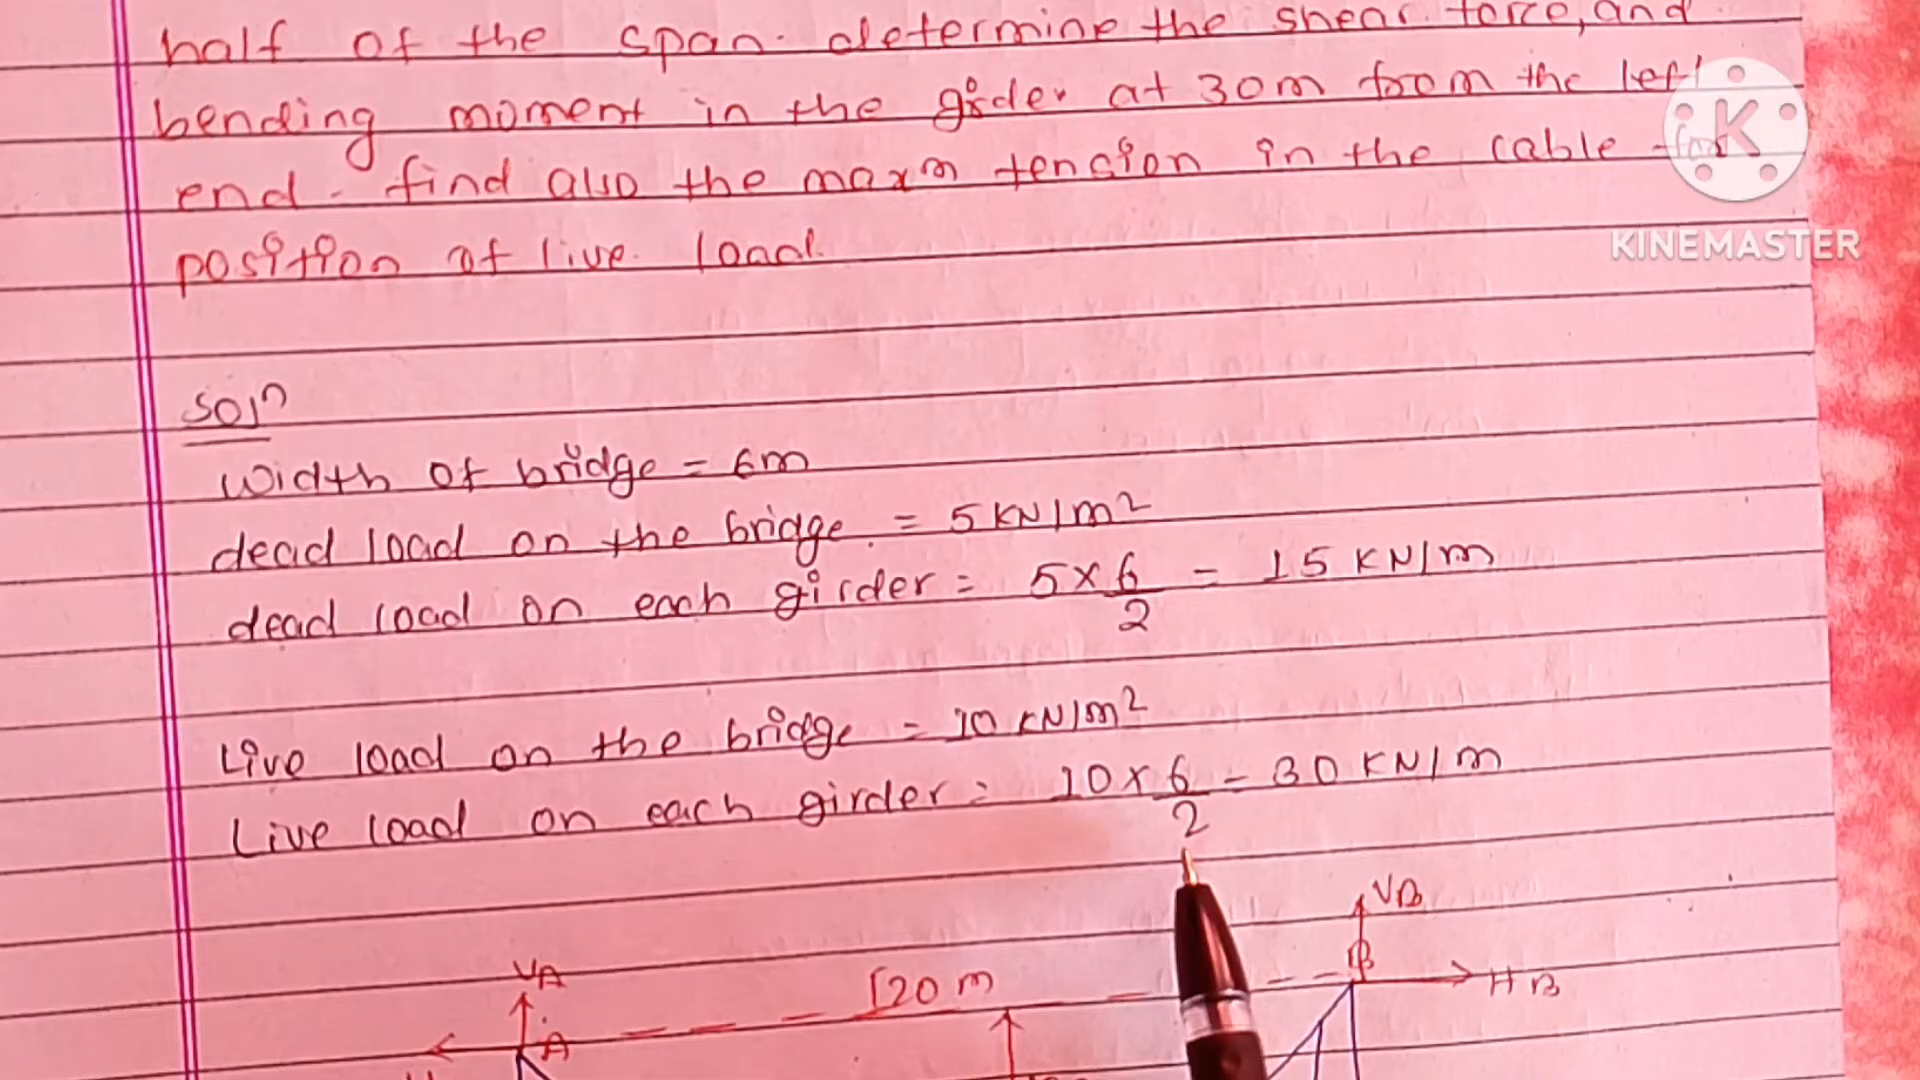 half of the span. determine the shear force, and
bending moment in the girder at 30m from the left
end - find also the maxm tension in the cable for
position of live load.
KINEMASTER
Soln
Width of bridge = 6m
dead load on the bridge = 5 KN/m2
dead load on each girder = 5 × 6/2 = 15 KN/m
Live load on the bridge = 10 KN/m2
Live load on each girder = 10 × 6/2 = 30 KN/m
VA
A
120 m
VB
B
HB